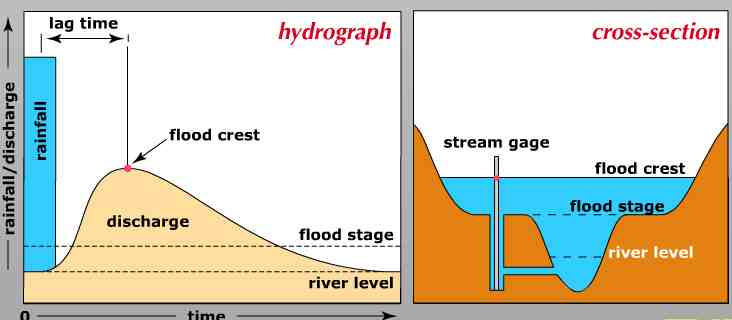 lag time
hydrograph
rainfall/discharge
rainfall
flood crest
discharge
flood stage
river level
0
time
cross-section
stream gage
flood crest
flood stage
river level